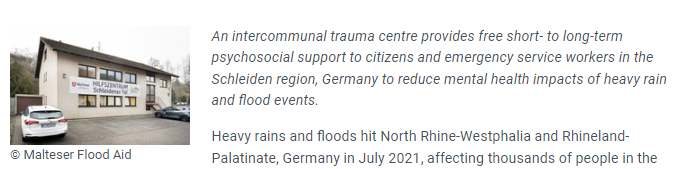 HILFSZENTRUM
Schleidener Tal
© Malteser Flood Aid
An intercommunal trauma centre provides free short- to long-term
psychosocial support to citizens and emergency service workers in the
Schleiden region, Germany to reduce mental health impacts of heavy rain
and flood events.
Heavy rains and floods hit North Rhine-Westphalia and Rhineland-
Palatinate, Germany in July 2021, affecting thousands of people in the